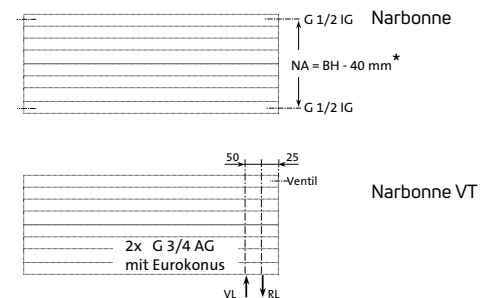 G 1/2 IG Narbonne
NA = BH - 40 mm*
G 1/2 IG
50 25
Ventil
Narbonne VT
2x G 3/4 AG
mit Eurokonus
VL RL